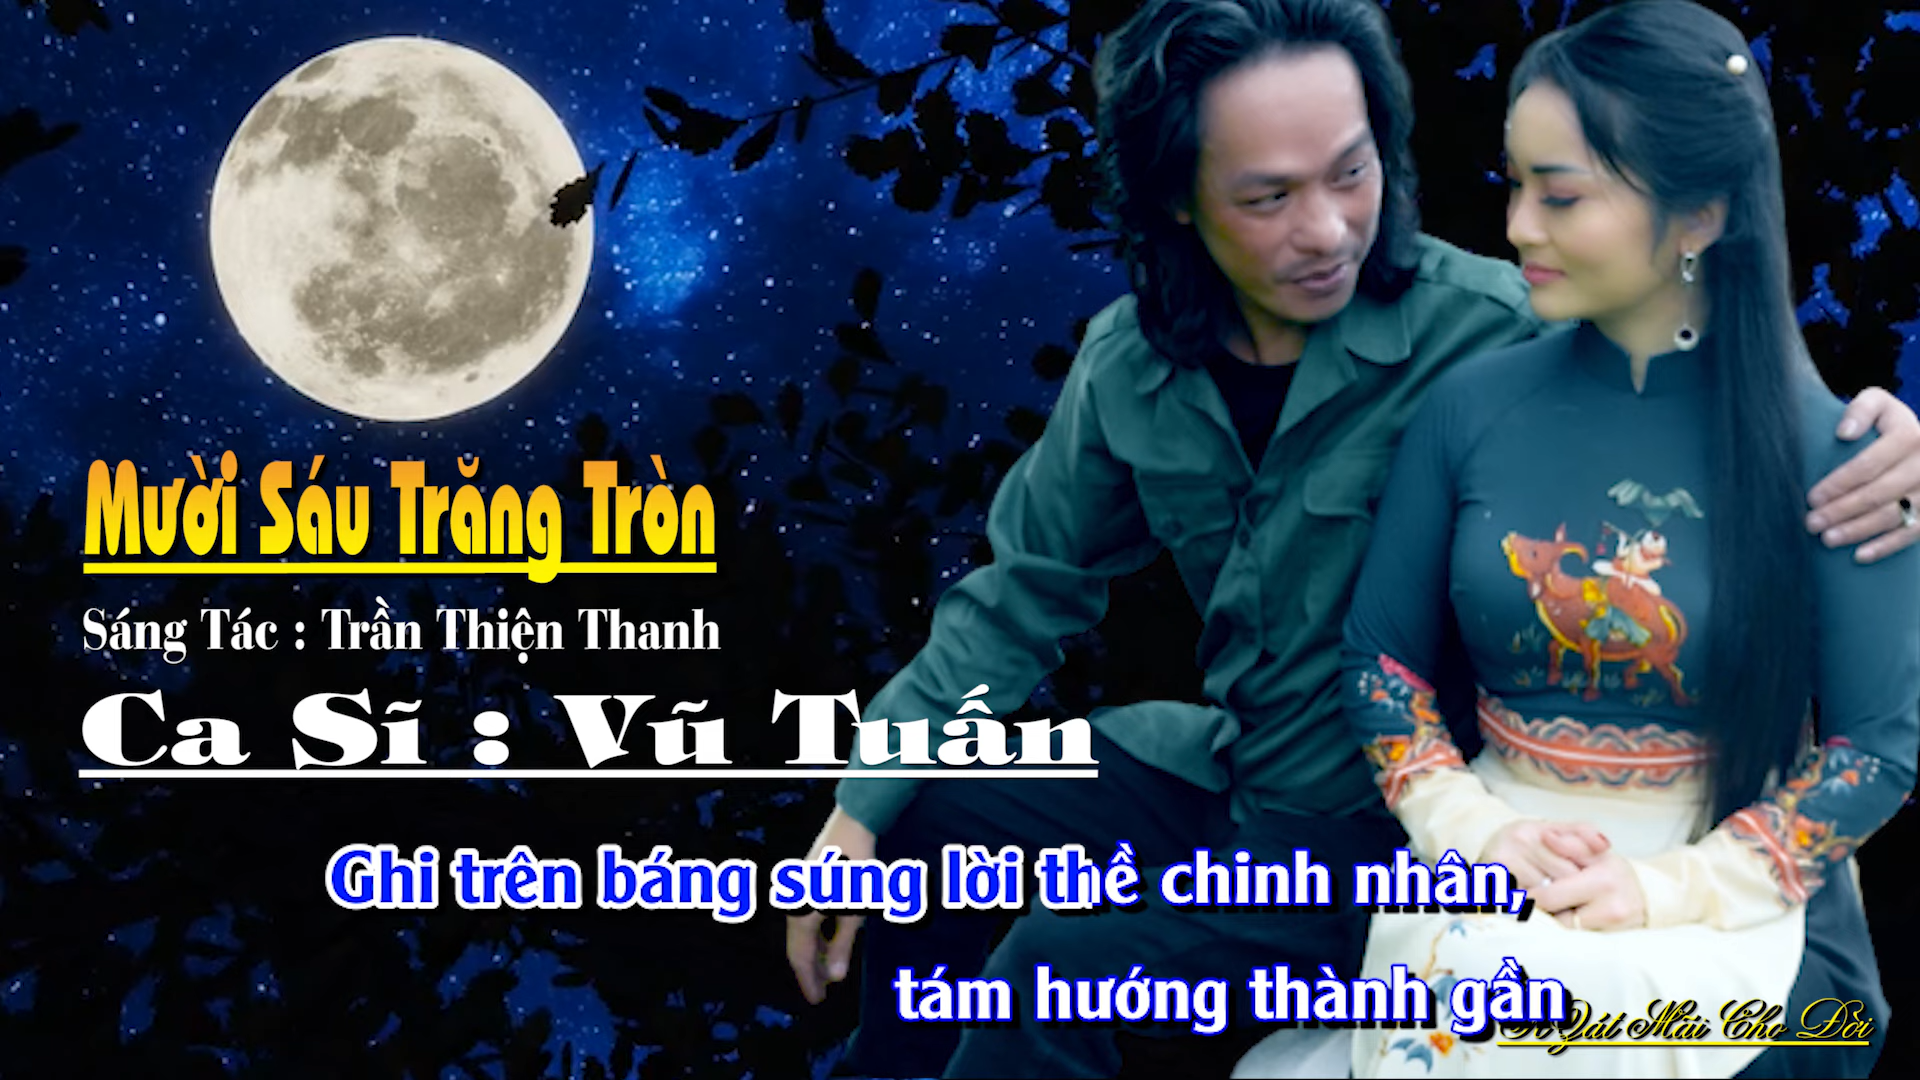 Mười Sáu Trăng Tròn
Sáng Tác : Trần Thiện Thanh
Ca Sĩ : Vũ Tuấn
Ghi trên báng súng lời thề chinh nhân,
tám hướng thành gần
Hát Mãi Cho Đời